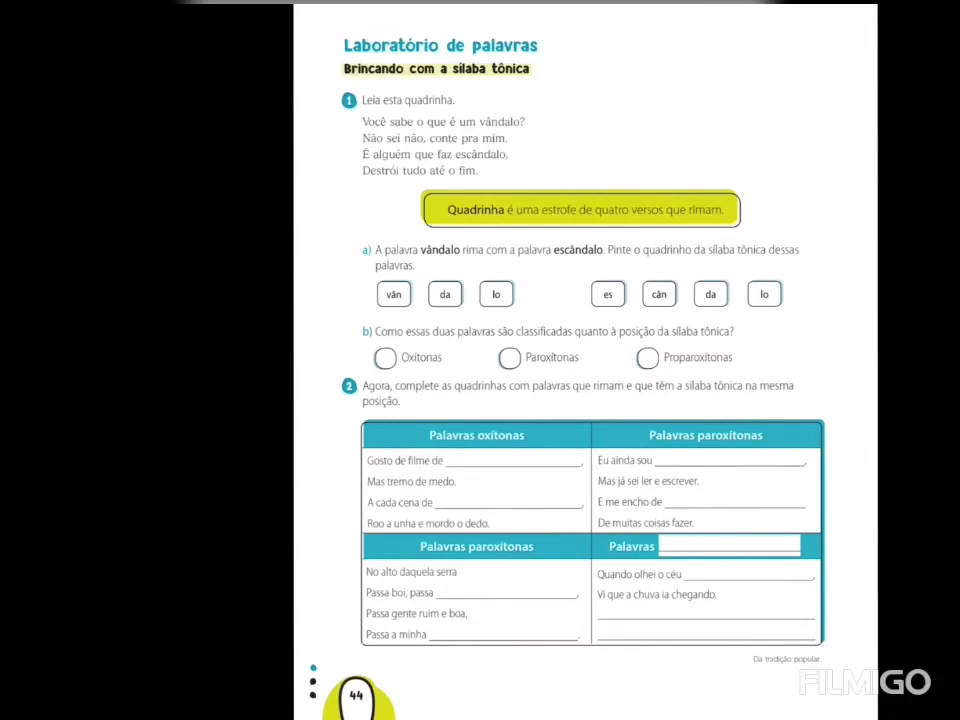 Laboratório de palavras
Brincando com a sílaba tônica
1 Leia esta quadrinha.
Você sabe o que é um vândalo?
Não sei não, conte pra mim.
É alguém que faz escândalo,
Destrói tudo até o fim.
Quadrinha é uma estrofe de quatro versos que rimam.
a) A palavra vândalo rima com a palavra escândalo. Pinte o quadrinho da sílaba tônica dessas
palavras.
vân da lo es cân da lo
b) Como essas duas palavras são classificadas quanto à posição da sílaba tônica?
Oxítonas Paroxítonas Proparoxítonas
2 Agora, complete as quadrinhas com palavras que rimam e que têm a sílaba tônica na mesma
posição.
Palavras oxítonas
Gosto de filme de ,
Mas tremo de medo.
A cada cena de ,
Roo a unha e mordo o dedo.
Palavras paroxítonas
Eu ainda sou ,
Mas já sei ler e escrever.
E me encho de
De muitas coisas fazer.
Palavras paroxítonas
No alto daquela serra
Passa boi, passa ,
Passa gente ruim e boa,
Passa a minha .
Palavras
Quando olhei o céu ,
Vi que a chuva ia chegando.
Da tradição popular.
44
FILMIGO